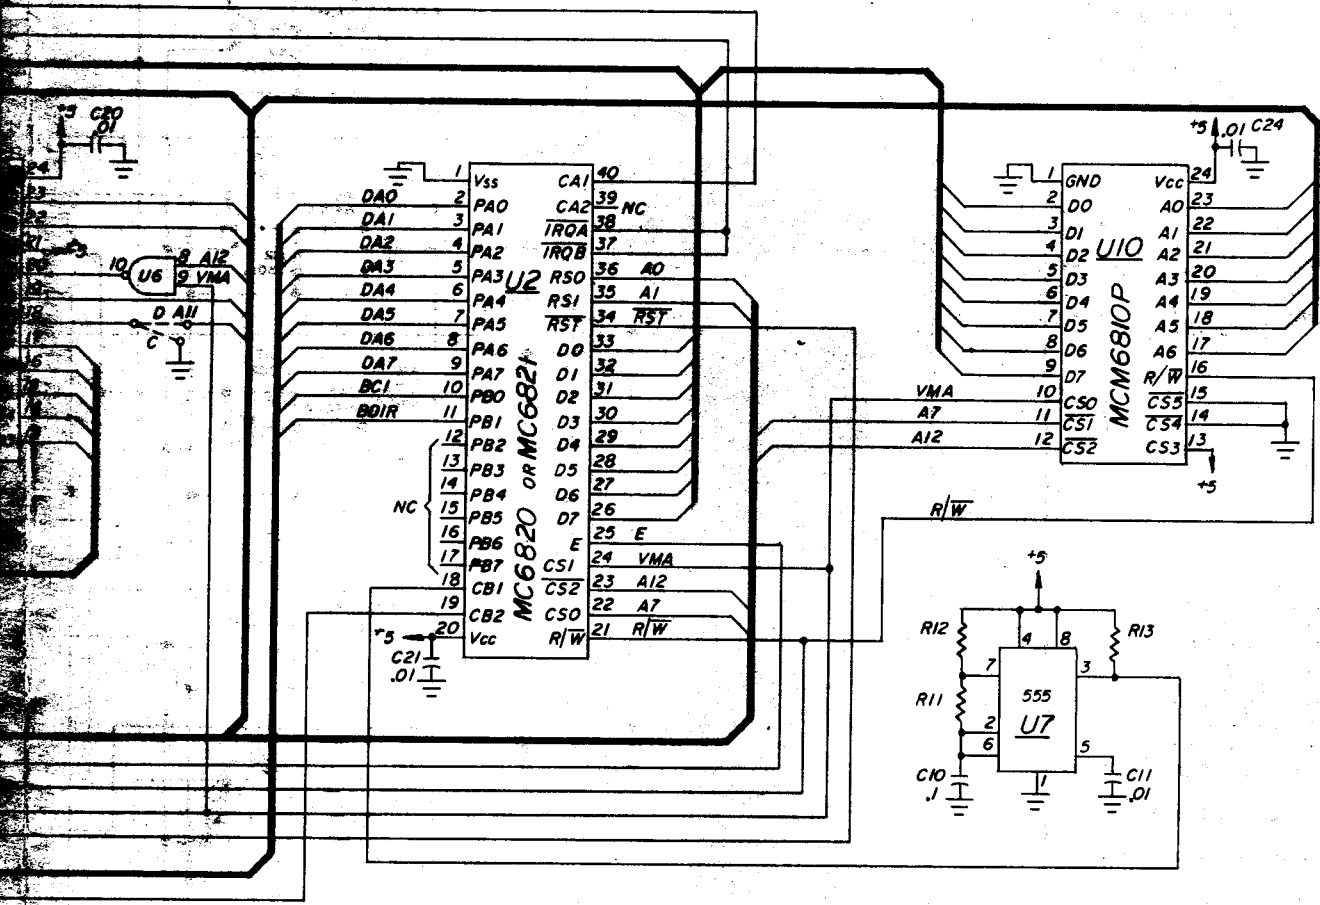 +5
C20
.01
24
23
22
21
+5
20
19
18
17
16
10
U6
8 A12
9 VMA
D A11
C
U2
MC6820 OR MC6821
1 VSS
DA0 2 PA0
DA1 3 PA1
DA2 4 PA2
DA3 5 PA3
DA4 6 PA4
DA5 7 PA5
DA6 8 PA6
DA7 9 PA7
BC1 10 PB0
BDIR 11 PB1
12 PB2
13 PB3
14 PB4
NC
15 PB5
16 PB6
17 PB7
18 CB1
19 CB2
+5 20 VCC
C21
.01
CA1 40
CA2 39 NC
IRQA 38
IRQB 37
RS0 36 A0
RS1 35 A1
RST 34 RST
D0 33
D1 32
D2 31
D3 30
D4 29
D5 28
D6 27
D7 26
E 25 E
CS1 24 VMA
CS2 23 A12
CS0 22 A7
R/W 21 R/W
U10
MCM6810P
1 GND
2 D0
3 D1
4 D2
5 D3
6 D4
7 D5
8 D6
9 D7
VMA 10 CS0
A7 11 CS1
A12 12 CS2
+5
.01 C24
VCC 24
A0 23
A1 22
A2 21
A3 20
A4 19
A5 18
A6 17
R/W 16
CS5 15
CS4 14
CS3 13
+5
R/W
+5
R12
R13
4 8
7
3
R11
555
U7
2
6
5
C10
.1
1
C11
.01